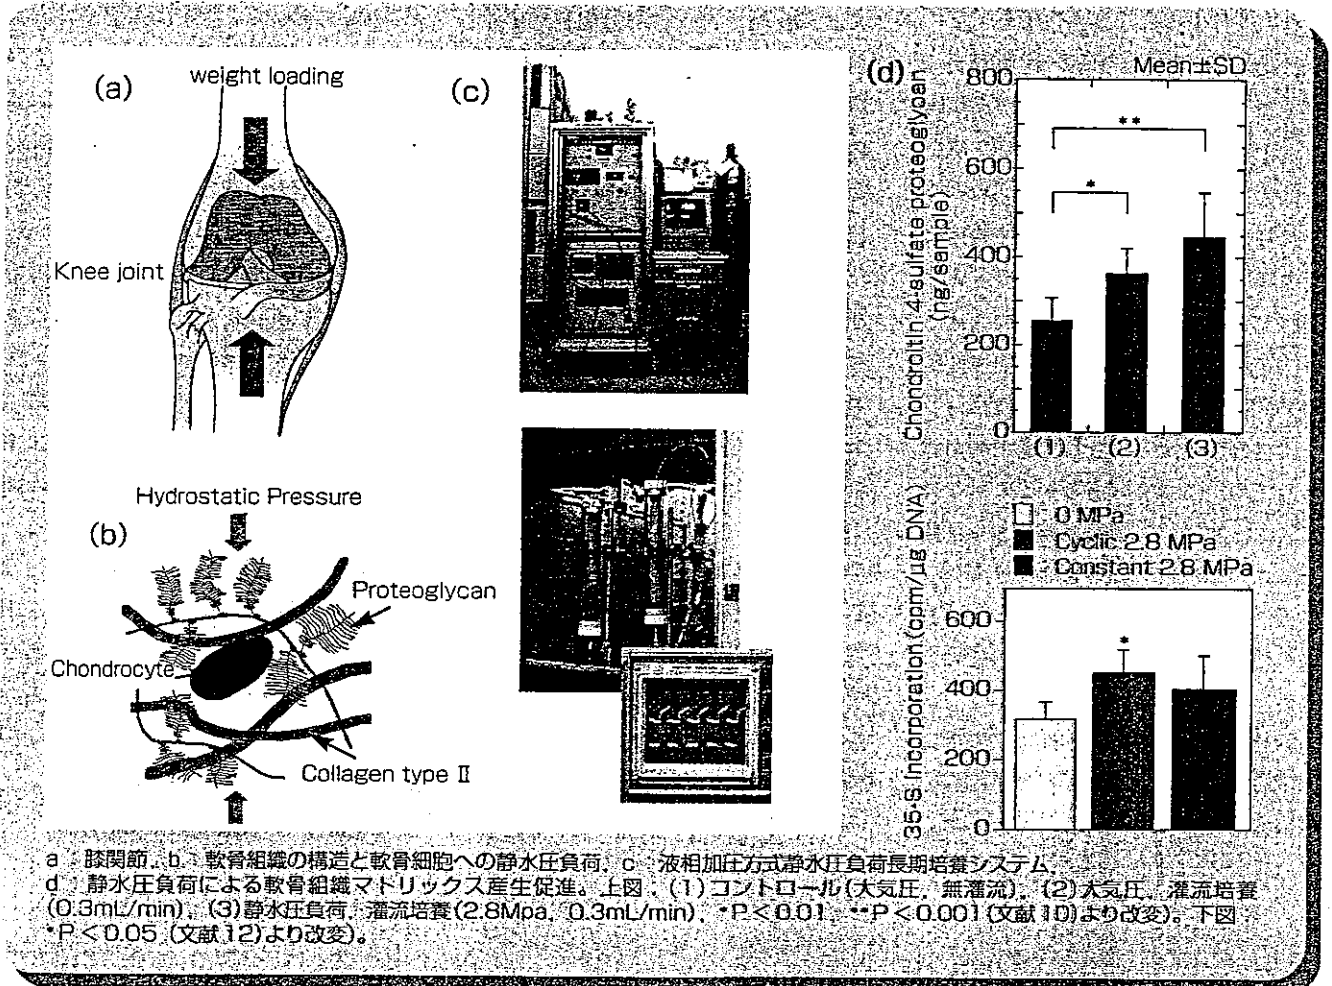 (a)
weight loading
Knee joint
(b)
Hydrostatic Pressure
Proteoglycan
Chondrocyte
Collagen type Ⅱ
(c)
(d)
Mean±SD
Chondroitin 4-sulfate proteoglycan
(ng/sample)
800
600
400
200
0
**
*
(1) (2) (3)
0 MPa
Cyclic 2.8 MPa
Constant 2.8 MPa
35-S Incorporation (cpm/μg DNA)
600
400
200
0
*
a:膝関節, b:軟骨組織の構造と軟骨細胞への静水圧負荷, c:液相加圧方式静水圧負荷長期培養システム,
d:静水圧負荷による軟骨組織マトリックス産生促進。上図:(1)コントロール(大気圧, 無灌流), (2)大気圧, 灌流培養
(0.3mL/min), (3)静水圧負荷, 灌流培養(2.8Mpa, 0.3mL/min), *P<0.01, **P<0.001(文献10)より改変)。下図:
*P<0.05 (文献12)より改変)。